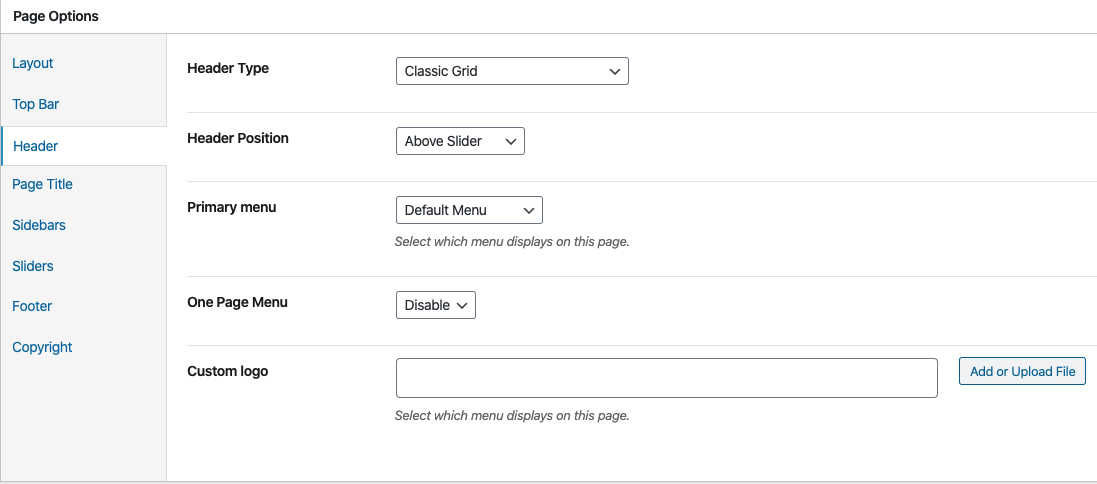 Page Options
Layout
Top Bar
Header
Page Title
Sidebars
Sliders
Footer
Copyright
Header Type
Classic Grid
Header Position
Above Slider
Primary menu
Default Menu
Select which menu displays on this page.
One Page Menu
Disable
Custom logo
Add or Upload File
Select which menu displays on this page.